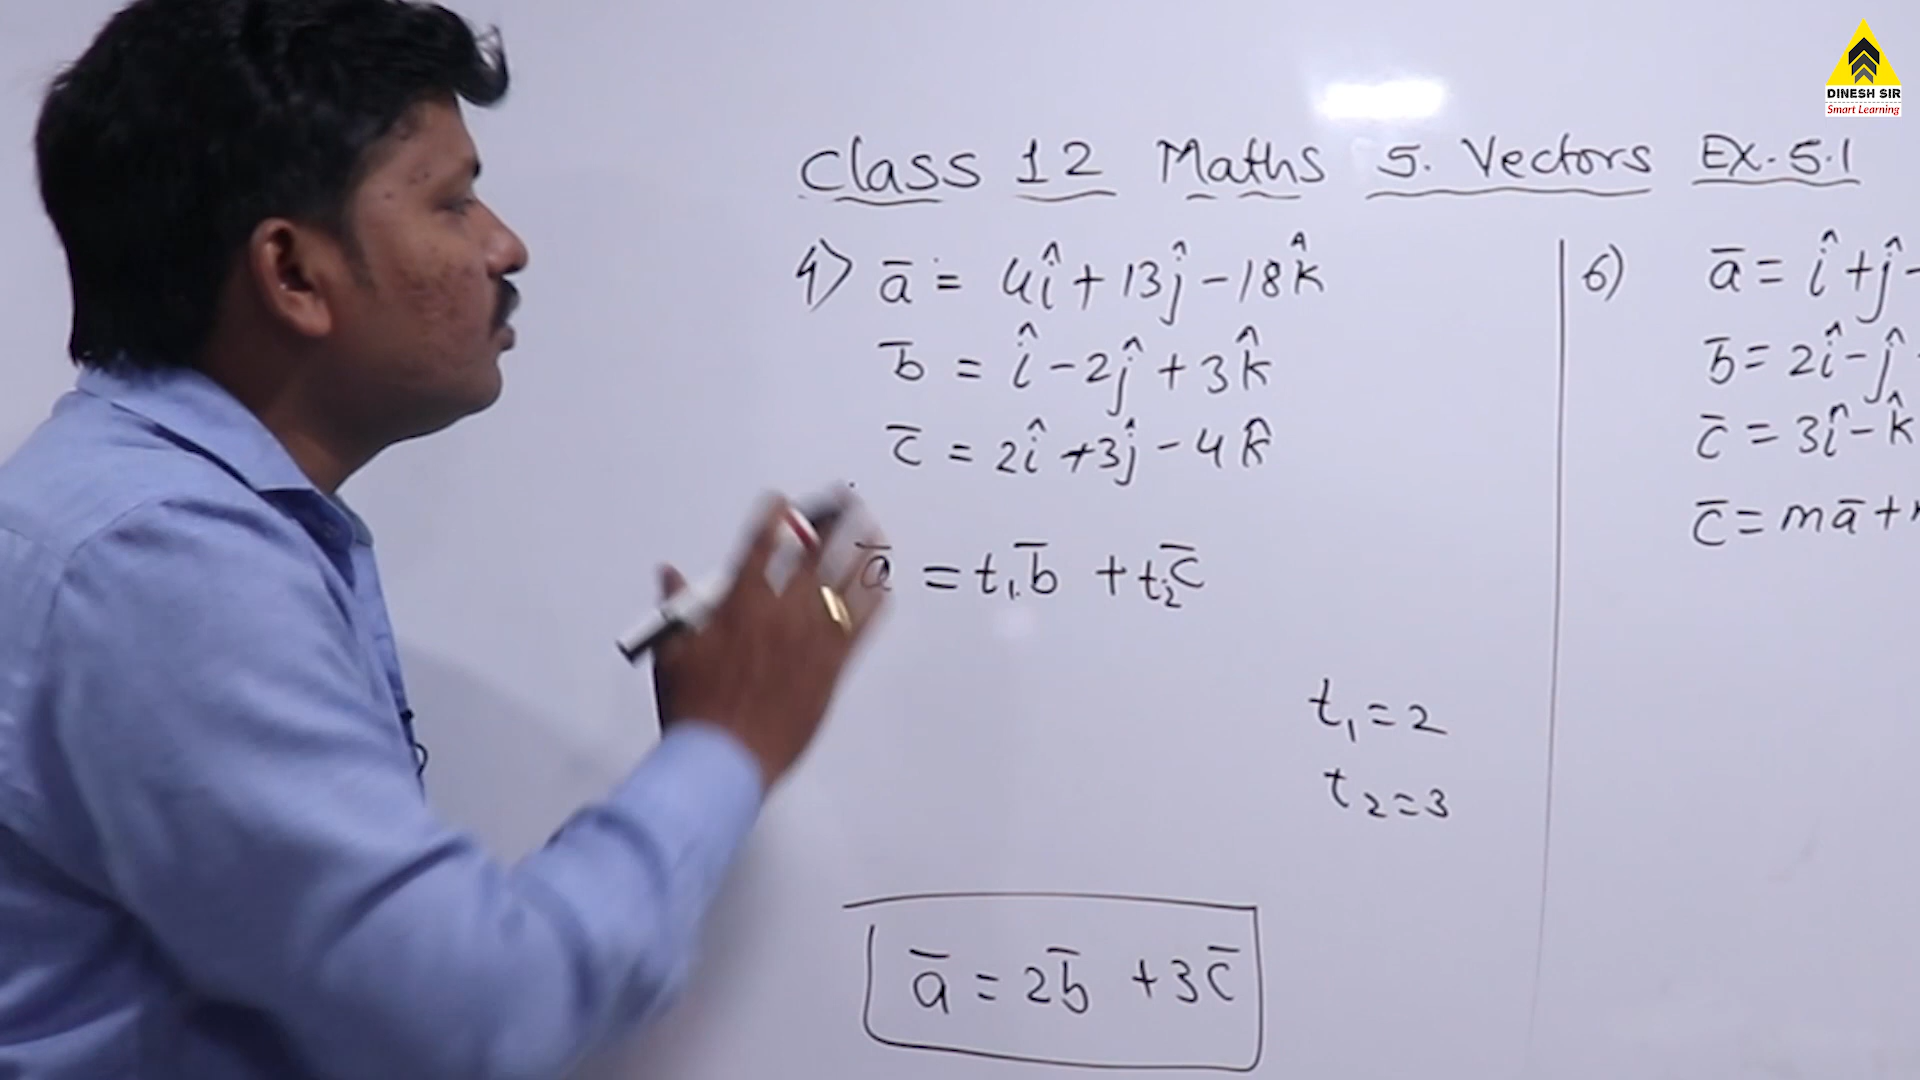 DINESH SIR
Smart Learning
Class 12 Maths 5. Vectors Ex. 5.1
4) a̅ = 4î + 13ĵ - 18k̂
b̅ = î - 2ĵ + 3k̂
c̅ = 2î + 3ĵ - 4k̂
a̅ = t₁b̅ + t₂c̅
t₁ = 2
t₂ = 3
a̅ = 2b̅ + 3c̅
6) a̅ = î + ĵ -
b̅ = 2î - ĵ
c̅ = 3î - k̂
c̅ = ma̅ +